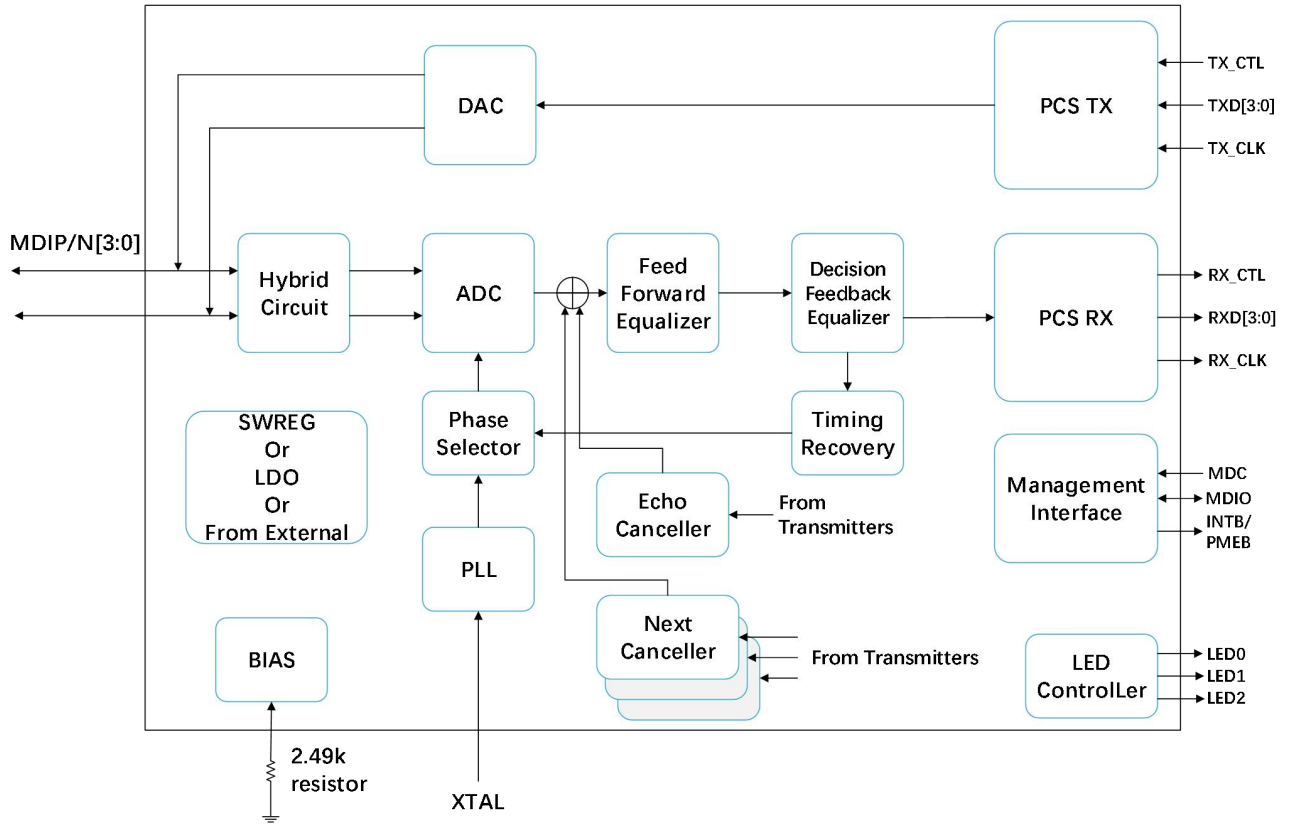 TX_CTL
DAC
PCS TX
TXD[3:0]
TX_CLK
MDIP/N[3:0]
Hybrid
Circuit
ADC
Feed
Forward
Equalizer
Decision
Feedback
Equalizer
PCS RX
RX_CTL
RXD[3:0]
RX_CLK
SWREG
Or
LDO
Or
From External
Phase
Selector
Timing
Recovery
Echo
Canceller
From
Transmitters
Management
Interface
MDC
MDIO
INTB/
PMEB
PLL
BIAS
Next
Canceller
From Transmitters
LED
ControlLer
LED0
LED1
LED2
2.49k
resistor
XTAL